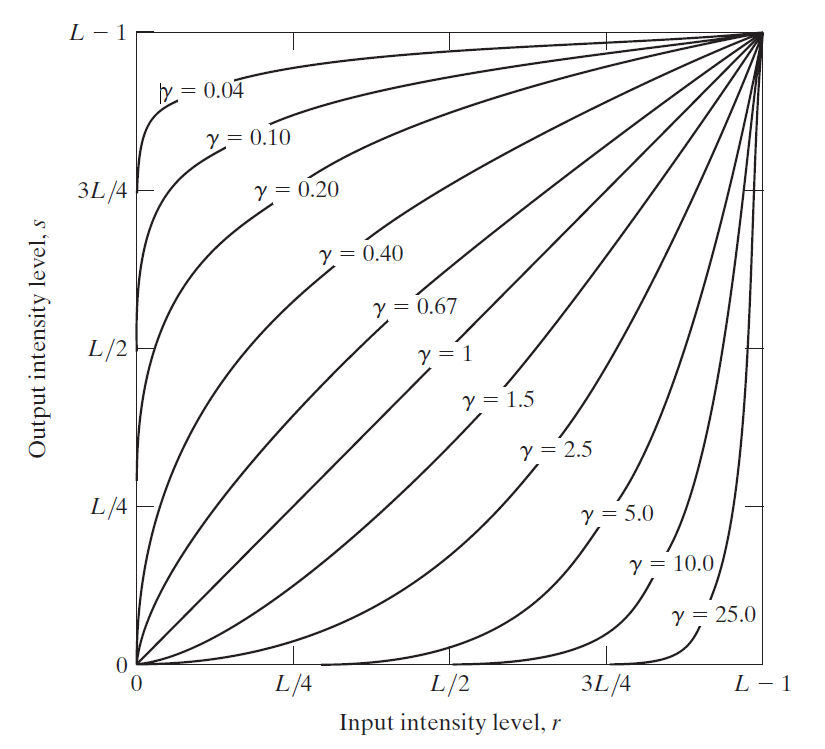 L − 1
γ = 0.04
γ = 0.10
3L/4
γ = 0.20
γ = 0.40
γ = 0.67
L/2
γ = 1
γ = 1.5
γ = 2.5
L/4
γ = 5.0
γ = 10.0
γ = 25.0
0
0
L/4
L/2
3L/4
L − 1
Output intensity level, s
Input intensity level, r